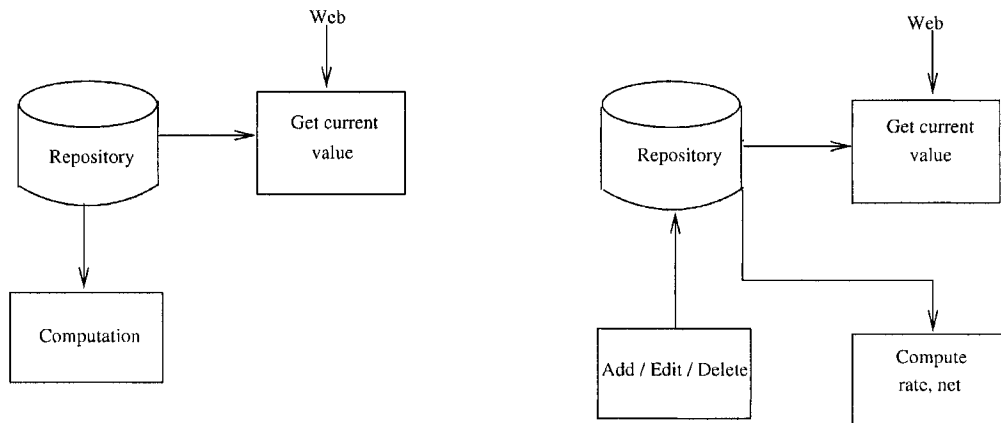 Web
Get current
value
Repository
Computation
Web
Get current
value
Repository
Add / Edit / Delete
Compute
rate, net